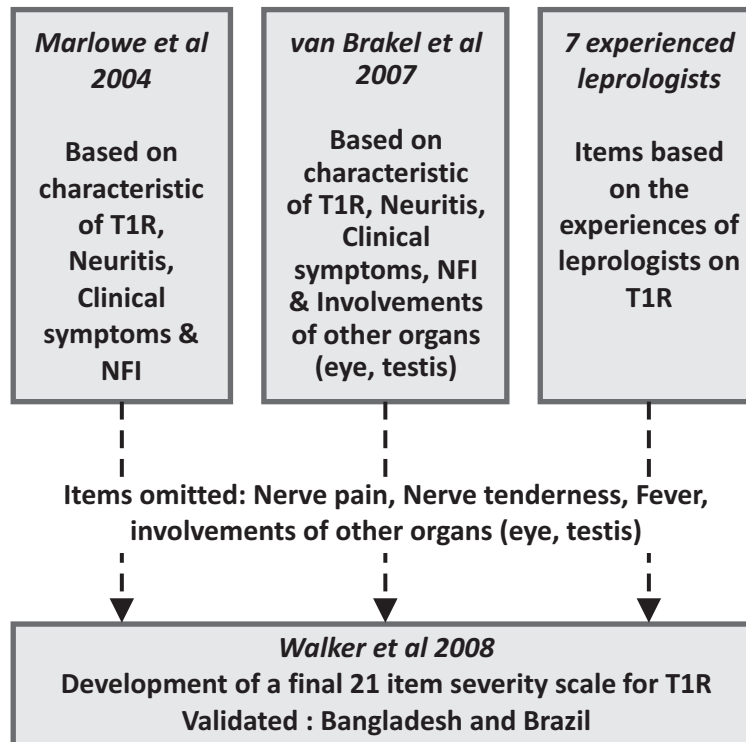 Marlowe et al
2004
Based on
characteristic
of T1R,
Neuritis,
Clinical
symptoms &
NFI
van Brakel et al
2007
Based on
characteristic
of T1R, Neuritis,
Clinical
symptoms, NFI
& Involvements
of other organs
(eye, testis)
7 experienced
leprologists
Items based
on the
experiences of
leprologists on
T1R
Items omitted: Nerve pain, Nerve tenderness, Fever,
involvements of other organs (eye, testis)
Walker et al 2008
Development of a final 21 item severity scale for T1R
Validated : Bangladesh and Brazil